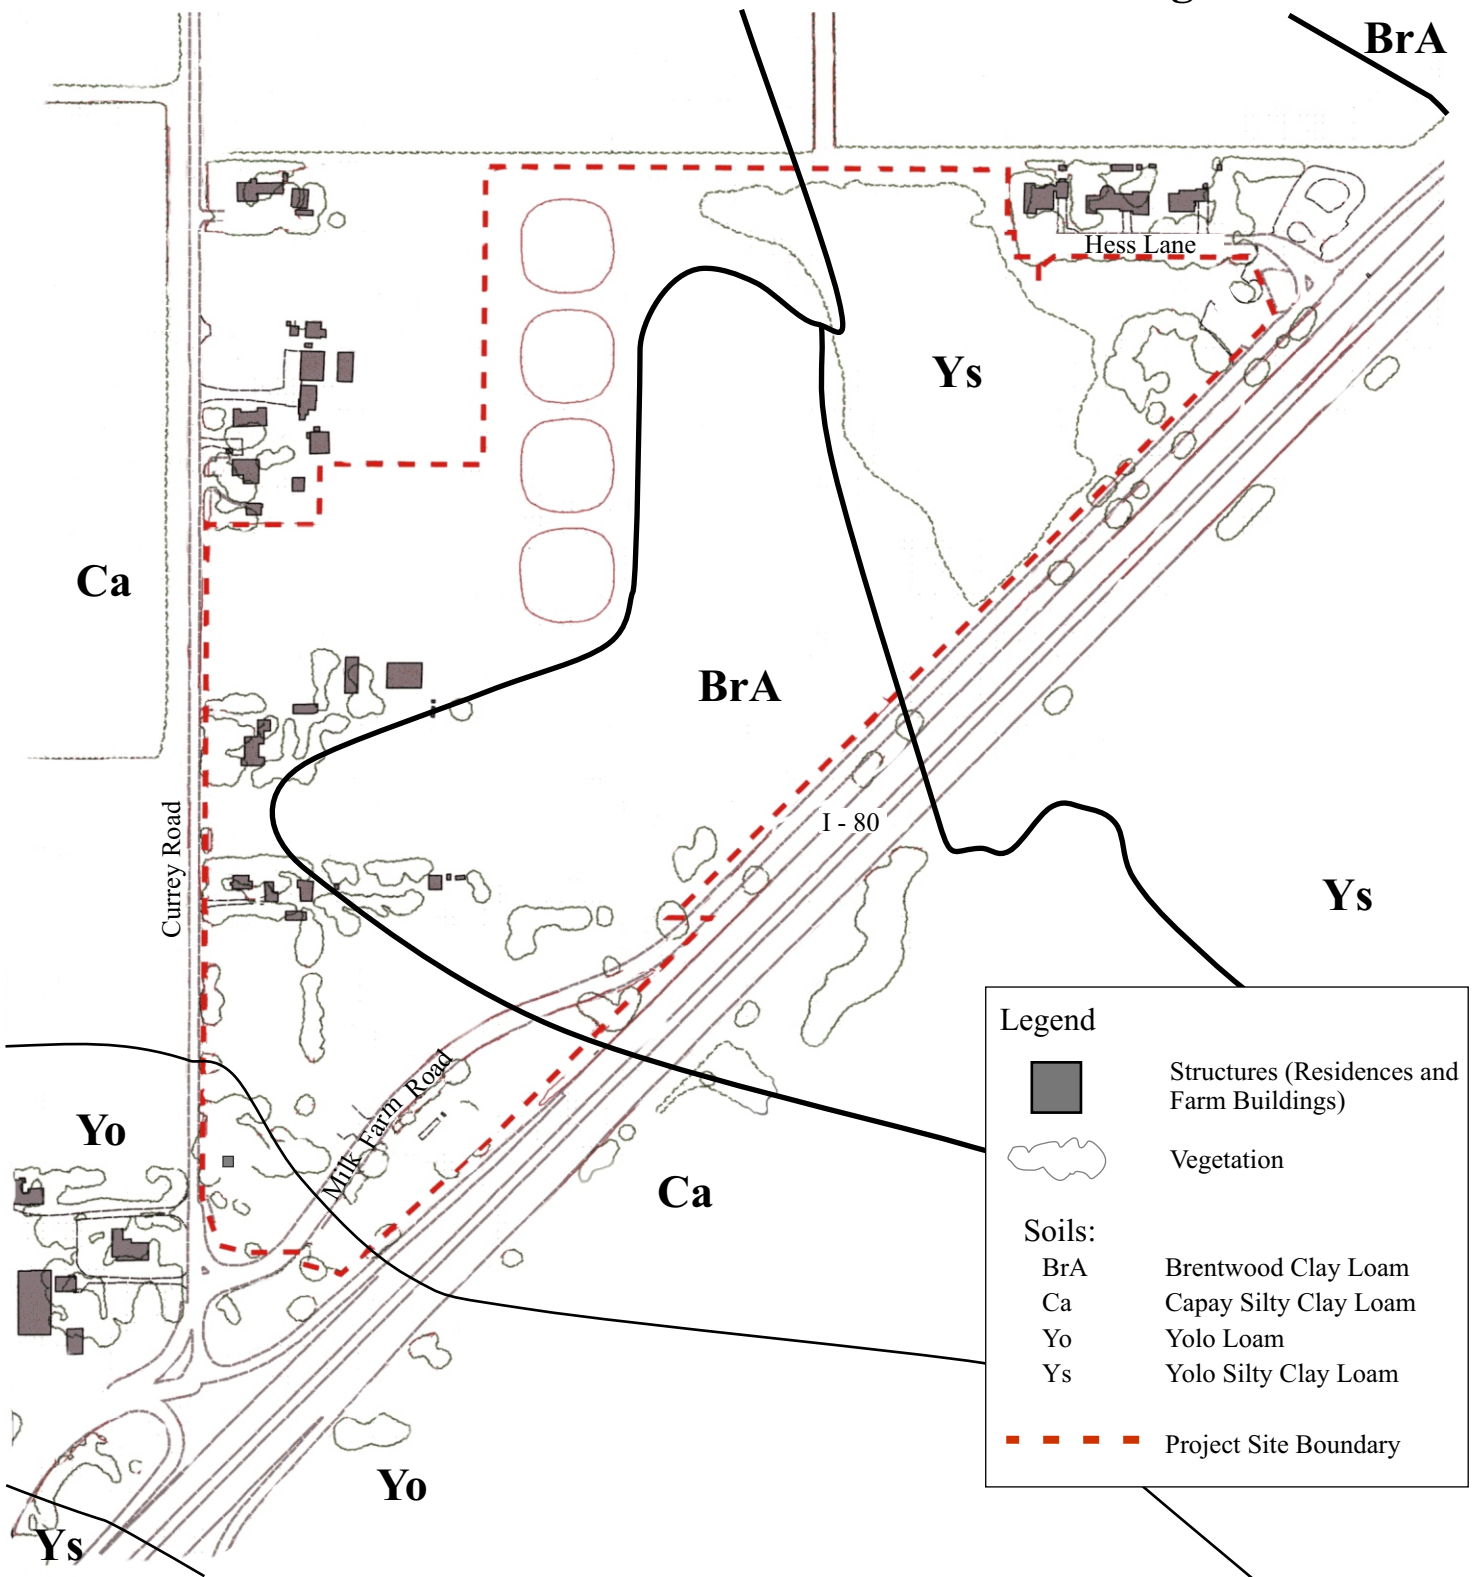 BrA
Hess Lane
Ys
Ca
BrA
I - 80
Currey Road
Ys
Milk Farm Road
Yo
Ca
Yo
Ys
Legend
Structures (Residences and
Farm Buildings)
Vegetation
Soils:
BrA Brentwood Clay Loam
Ca Capay Silty Clay Loam
Yo Yolo Loam
Ys Yolo Silty Clay Loam
Project Site Boundary